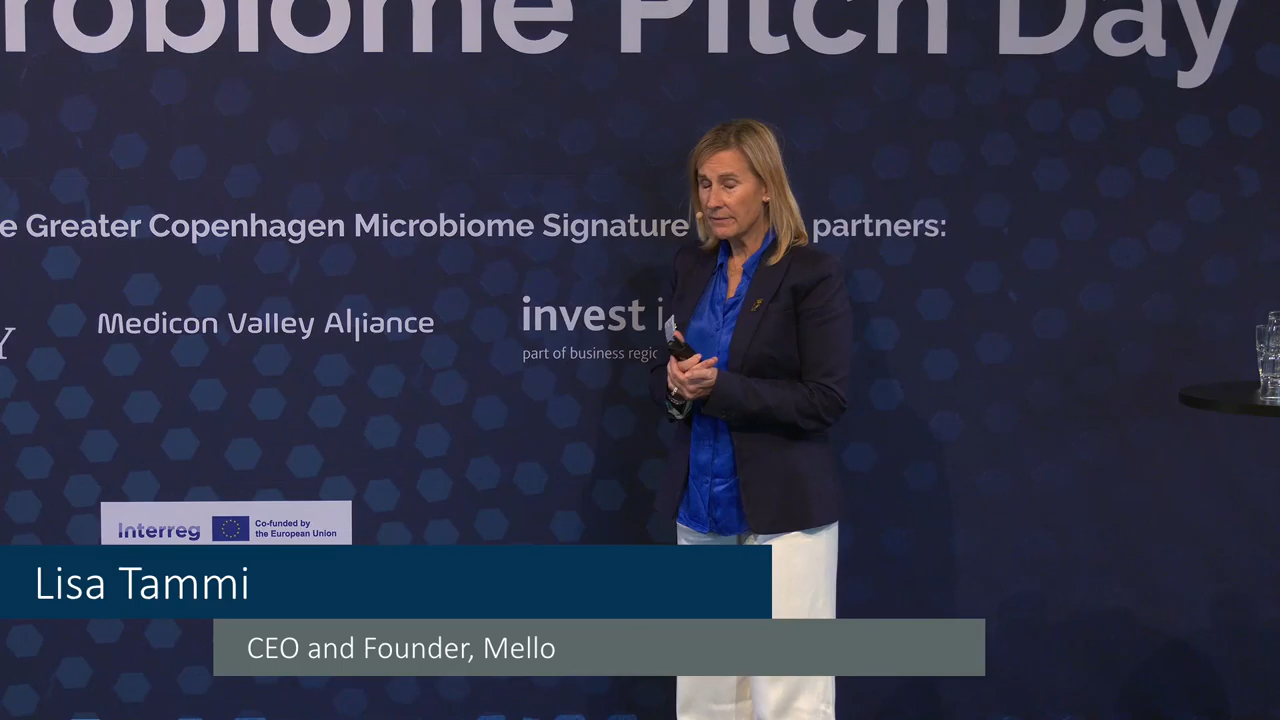 robiome Pitch Day
e Greater Copenhagen Microbiome Signature partners:
Y
Medicon Valley Alliance
invest i
part of business regio
Interreg
Co-funded by
the European Union
Lisa Tammi
CEO and Founder, Mello